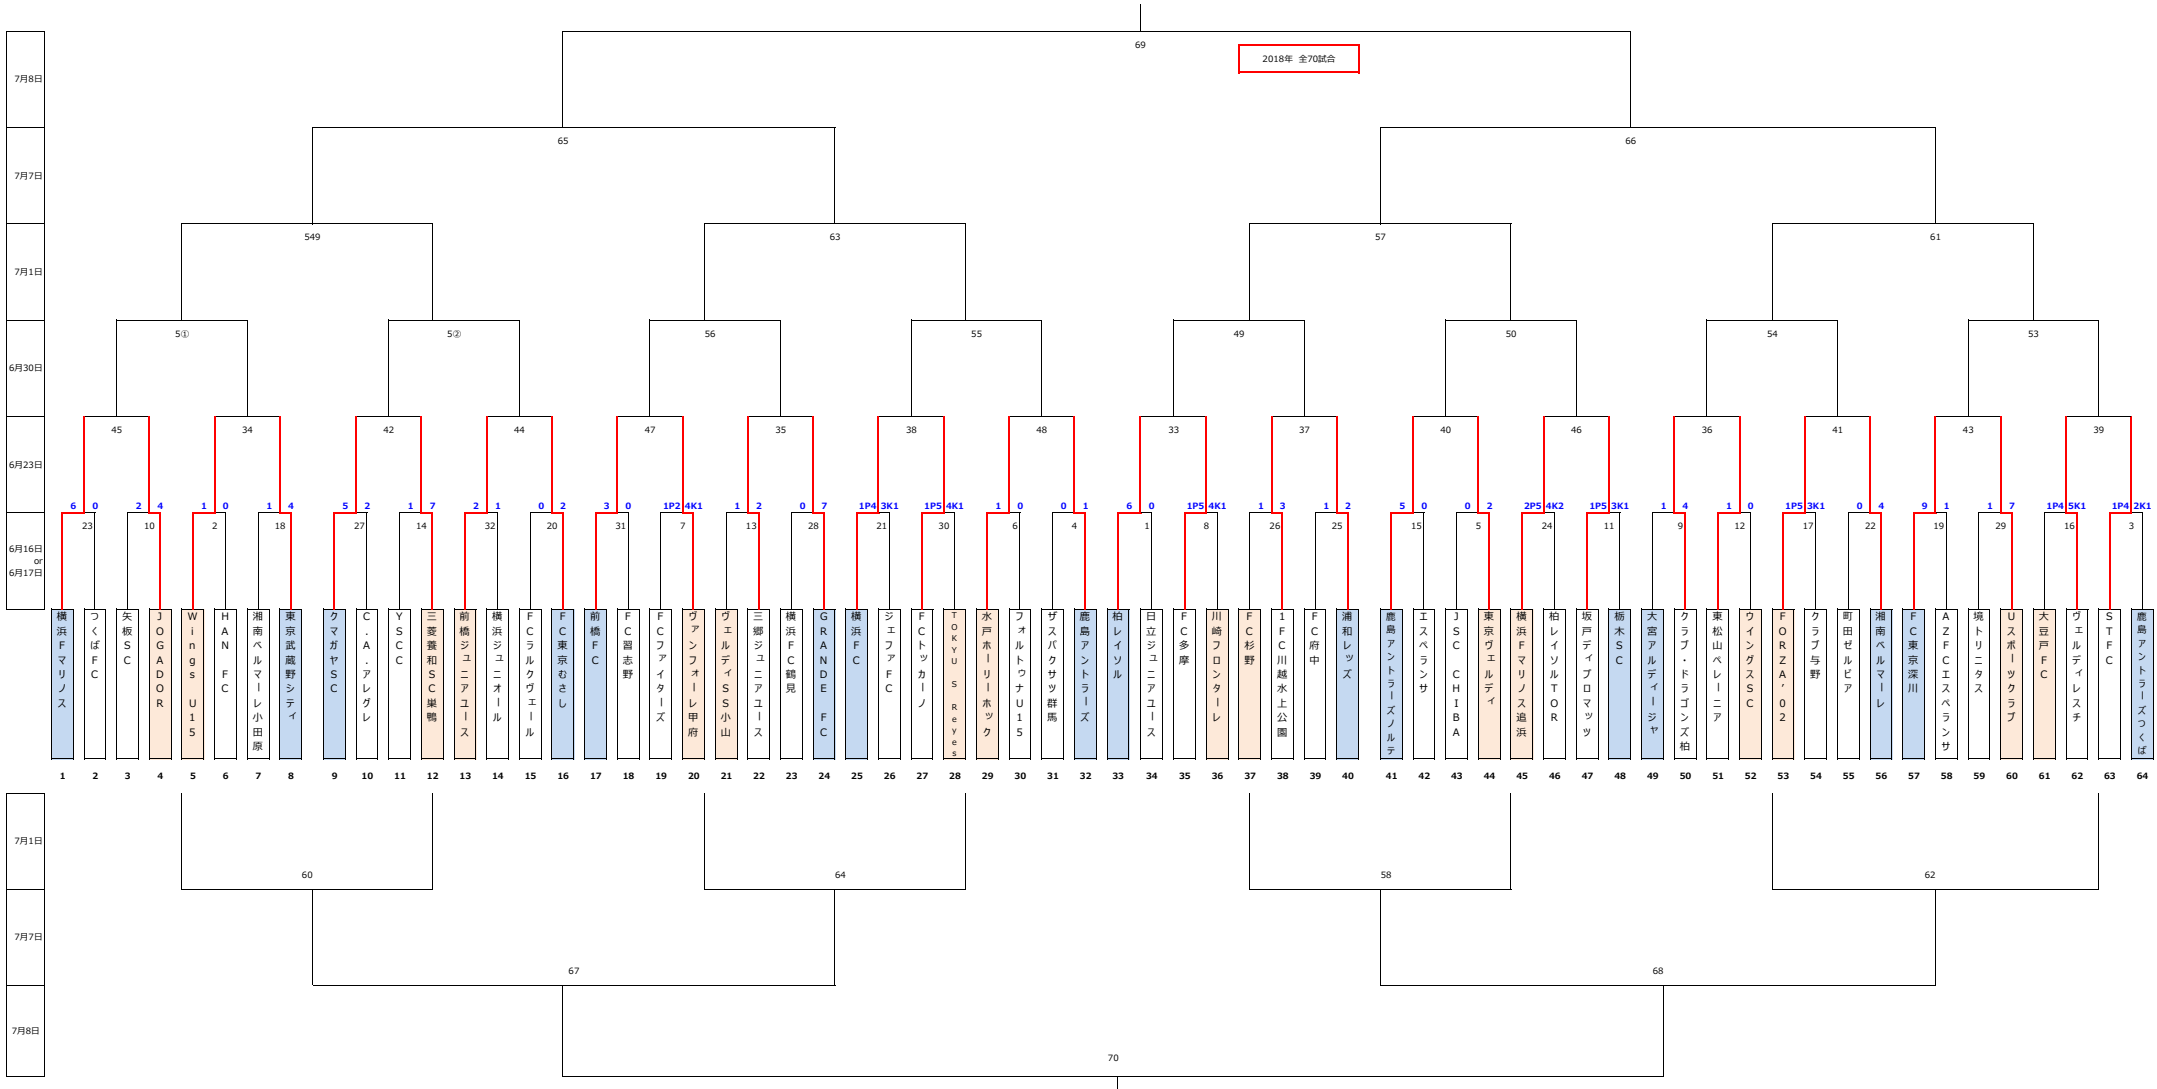 69
2018年 全70試合
7月8日
65
66
7月7日
549
63
57
61
7月1日
5①
5②
56
55
49
50
54
53
6月30日
45
34
42
44
47
35
38
48
33
37
40
46
36
41
43
39
6月23日
6 0 2 4 1 0 1 4 5 2 1 7 2 1 0 2 3 0 1P2 4K1 1 2 0 7 1P4 3K1 1P5 4K1 1 0 0 1 6 0 1P5 4K1 1 3 1 2 5 0 0 2 2P5 4K2 1P5 3K1 1 4 1 0 1P5 3K1 0 4 9 1 1 7 1P4 5K1 1P4 2K1
23 10 2 18 27 14 32 20 31 7 13 28 21 30 6 4 1 8 26 25 15 5 24 11 9 12 17 22 19 29 16 3
6月16日
or
6月17日
横浜Fマリノス
つくばFC
矢板SC
JOGADOR
Wings U15
HAN FC
湘南ベルマーレ小田原
東京武蔵野シティ
クマガヤSC
C.A.アレグレ
YSCC
三菱養和SC巣鴨
前橋ジュニアユース
横浜ジュニオール
FCラルクヴェール
FC東京むさし
前橋FC
FC習志野
FCファイターズ
ヴァンフォーレ甲府
ヴェルディSS小山
三郷ジュニアユース
横浜FC鶴見
GRANDE FC
横浜FC
ジェファFC
FCトッカーノ
TOKYU S Reyes
水戸ホーリーホック
フォルトゥナU15
ザスパクサツ群馬
鹿島アントラーズ
柏レイソル
日立ジュニアユース
FC多摩
川崎フロンターレ
FC杉野
1FC川越水上公園
FC府中
浦和レッズ
鹿島アントラーズノルテ
エスペランサ
JSC CHIBA
東京ヴェルディ
横浜Fマリノス追浜
柏レイソルTOR
坂戸ディプロマッツ
栃木SC
大宮アルディージャ
クラブ・ドラゴンズ柏
東松山ペレーニア
ウイングスSC
FORZA'02
クラブ与野
町田ゼルビア
湘南ベルマーレ
FC東京深川
AZFCエスペランサ
境トリニタス
Uスポーツクラブ
大豆戸FC
ヴェルディレスチ
STFC
鹿島アントラーズつくば
1 2 3 4 5 6 7 8 9 10 11 12 13 14 15 16 17 18 19 20 21 22 23 24 25 26 27 28 29 30 31 32 33 34 35 36 37 38 39 40 41 42 43 44 45 46 47 48 49 50 51 52 53 54 55 56 57 58 59 60 61 62 63 64
7月1日
60
64
58
62
7月7日
67
68
7月8日
70